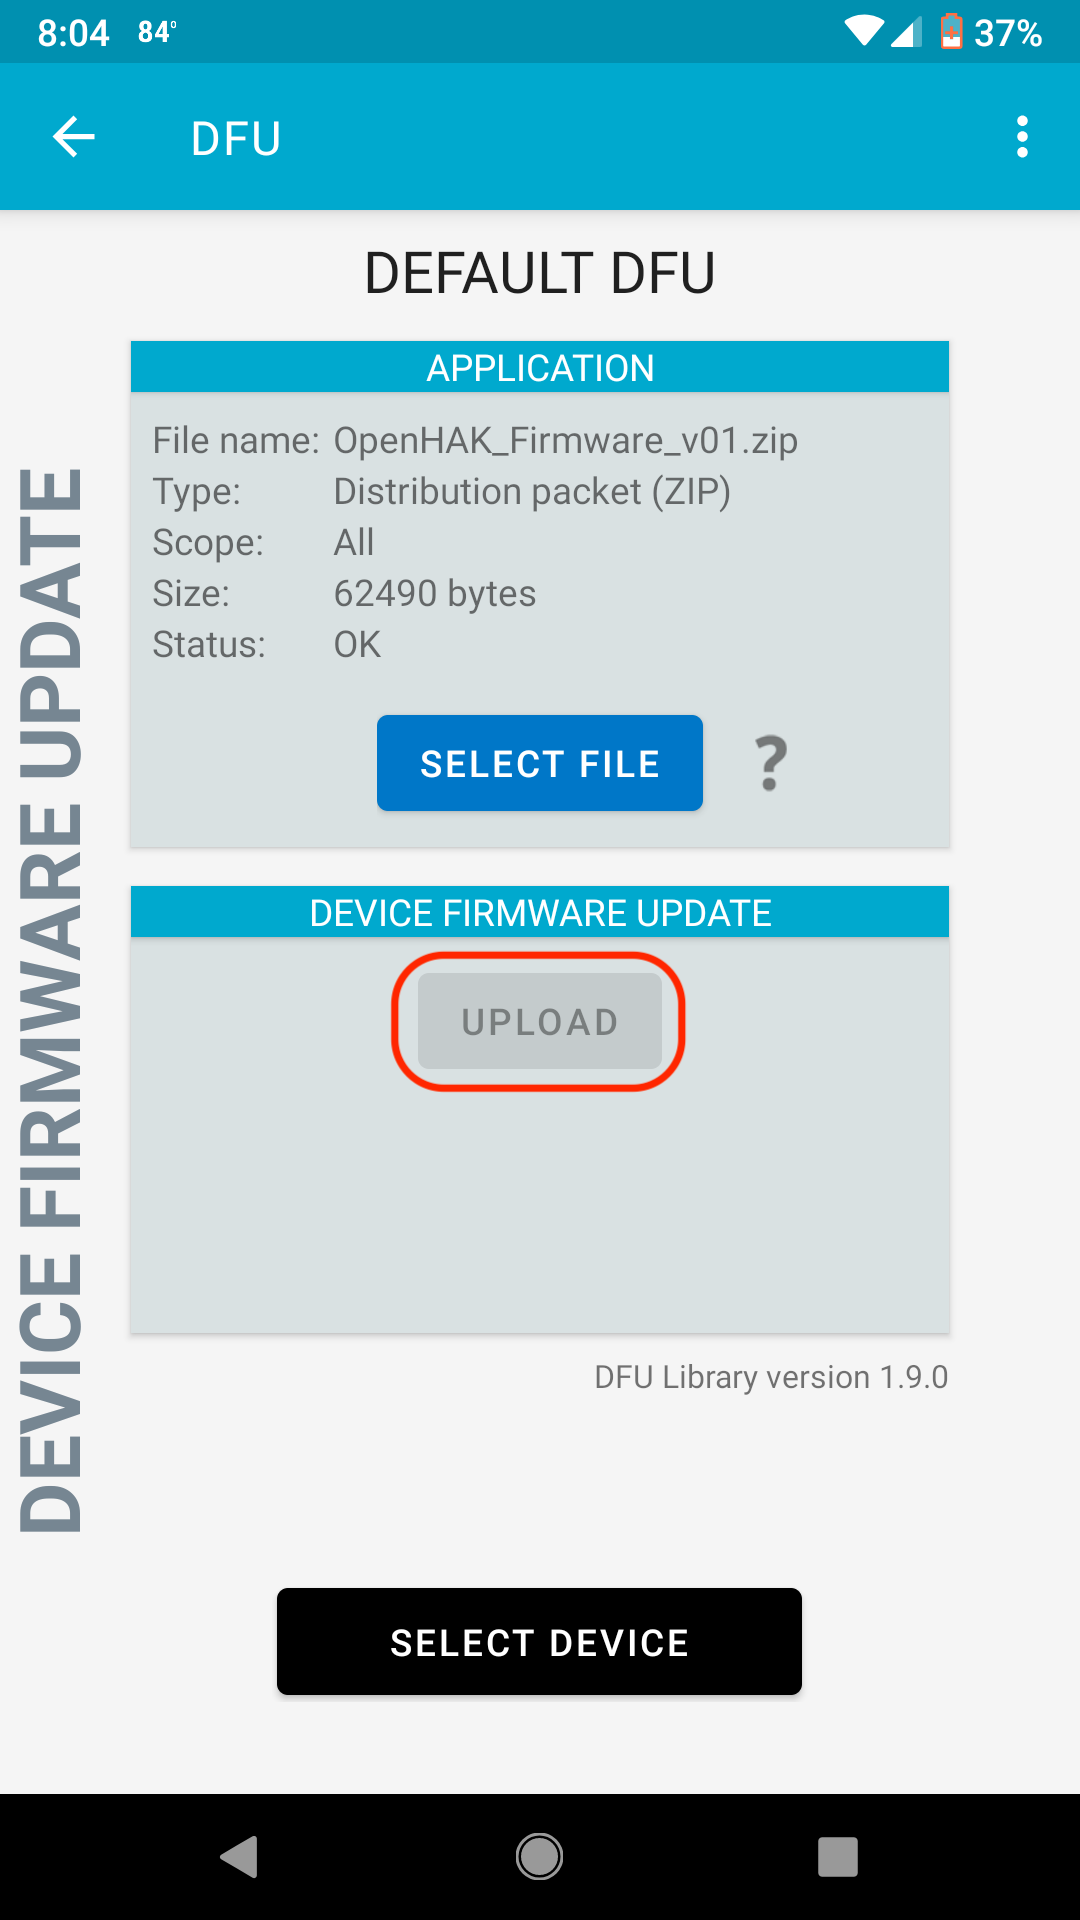 8:04 84° 37%
DFU
DEFAULT DFU
APPLICATION
File name: OpenHAK_Firmware_v01.zip
Type: Distribution packet (ZIP)
Scope: All
Size: 62490 bytes
Status: OK
SELECT FILE ?
DEVICE FIRMWARE UPDATE
UPLOAD
DFU Library version 1.9.0
SELECT DEVICE
DEVICE FIRMWARE UPDATE